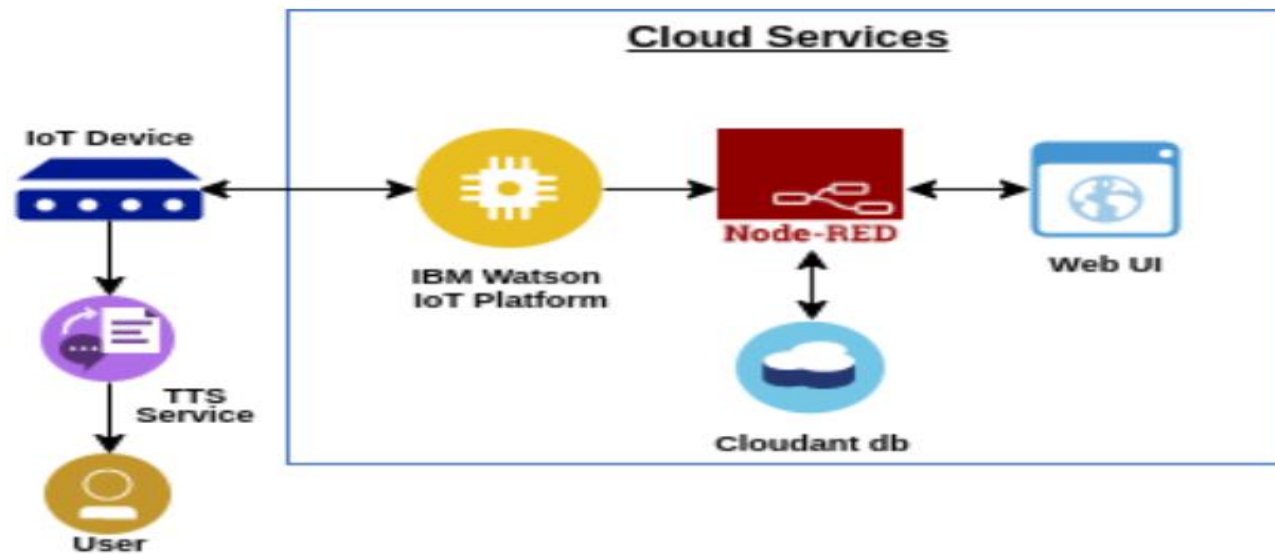 Cloud Services
IoT Device
Node-RED
IBM Watson
IoT Platform
Web UI
TTS
Service
Cloudant db
User